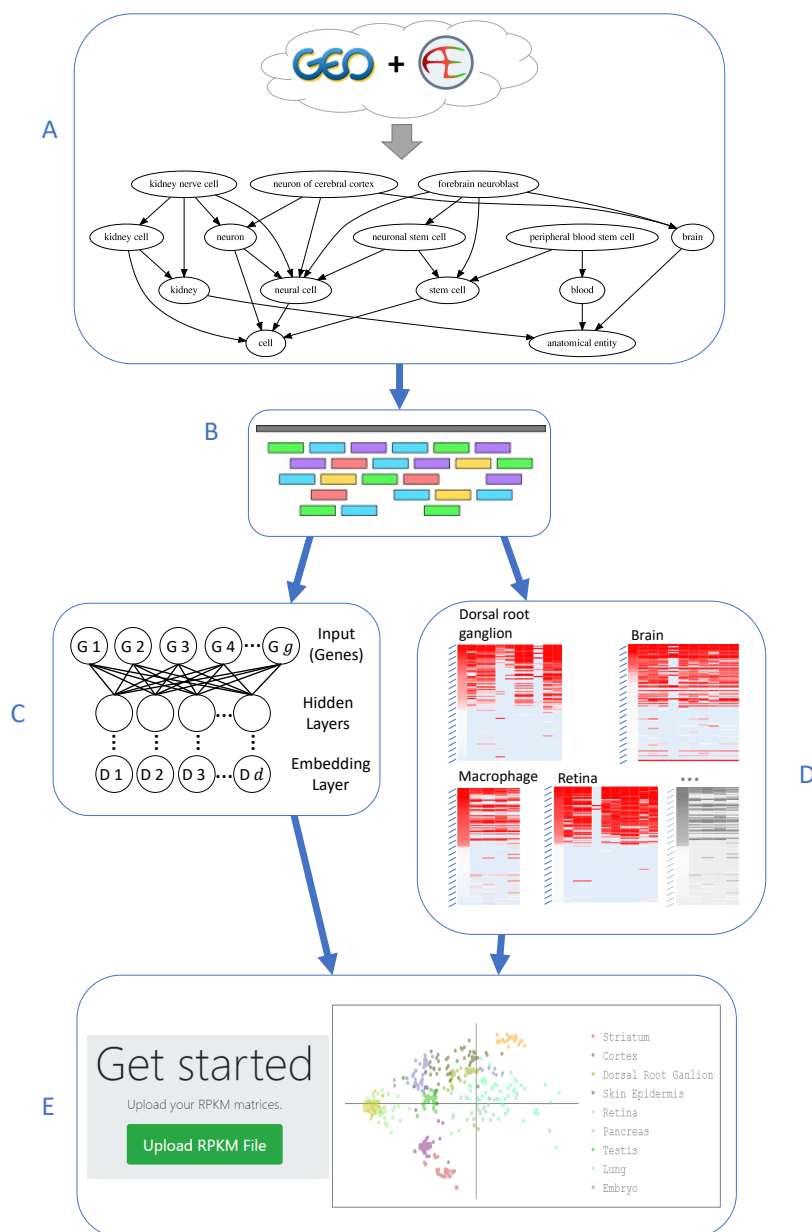 GEO + AE
A
kidney nerve cell neuron of cerebral cortex forebrain neuroblast
kidney cell neuron neuronal stem cell peripheral blood stem cell brain
kidney neural cell stem cell blood
cell anatomical entity
B
C
G 1 G 2 G 3 G 4 ... G g
Input
(Genes)
Hidden
Layers
D 1 D 2 D 3 ... D d
Embedding
Layer
D
Dorsal root
ganglion
Brain
Macrophage
Retina
...
E
Get started
Upload your RPKM matrices.
Upload RPKM File
Striatum
Cortex
Dorsal Root Ganlion
Skin Epidermis
Retina
Pancreas
Testis
Lung
Embryo